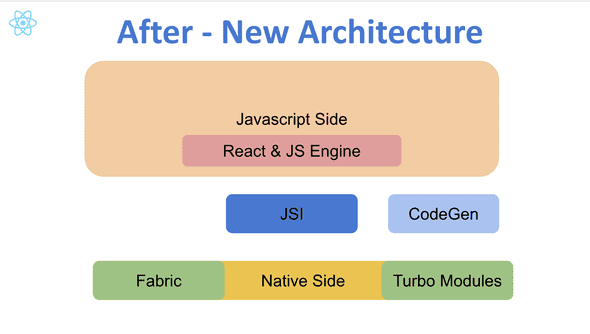 After - New Architecture
Javascript Side
React & JS Engine
JSI
CodeGen
Fabric
Native Side
Turbo Modules